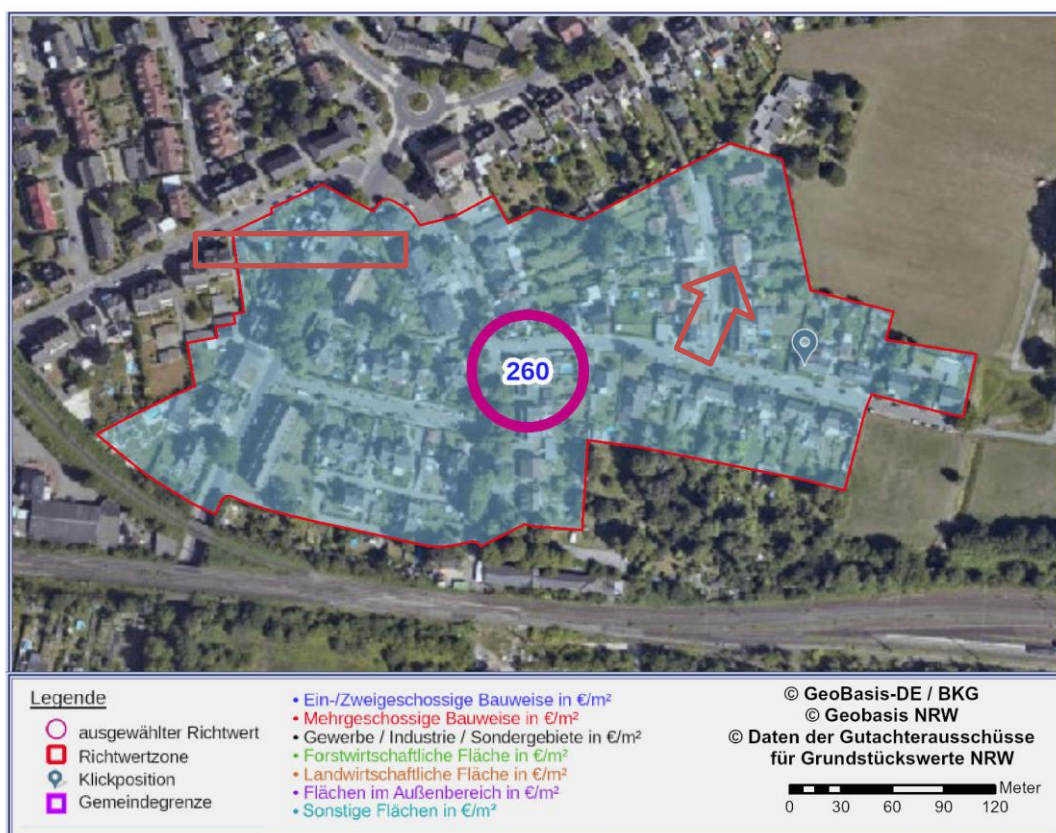 260
Legende
ausgewählter Richtwert
Richtwertzone
Klickposition
Gemeindegrenze
• Ein-/Zweigeschossige Bauweise in €/m²
• Mehrgeschossige Bauweise in €/m²
• Gewerbe / Industrie / Sondergebiete in €/m²
• Forstwirtschaftliche Fläche in €/m²
• Landwirtschaftliche Fläche in €/m²
• Flächen im Außenbereich in €/m²
• Sonstige Flächen in €/m²
© GeoBasis-DE / BKG
© Geobasis NRW
© Daten der Gutachterausschüsse
für Grundstückswerte NRW
Meter
0 30 60 90 120